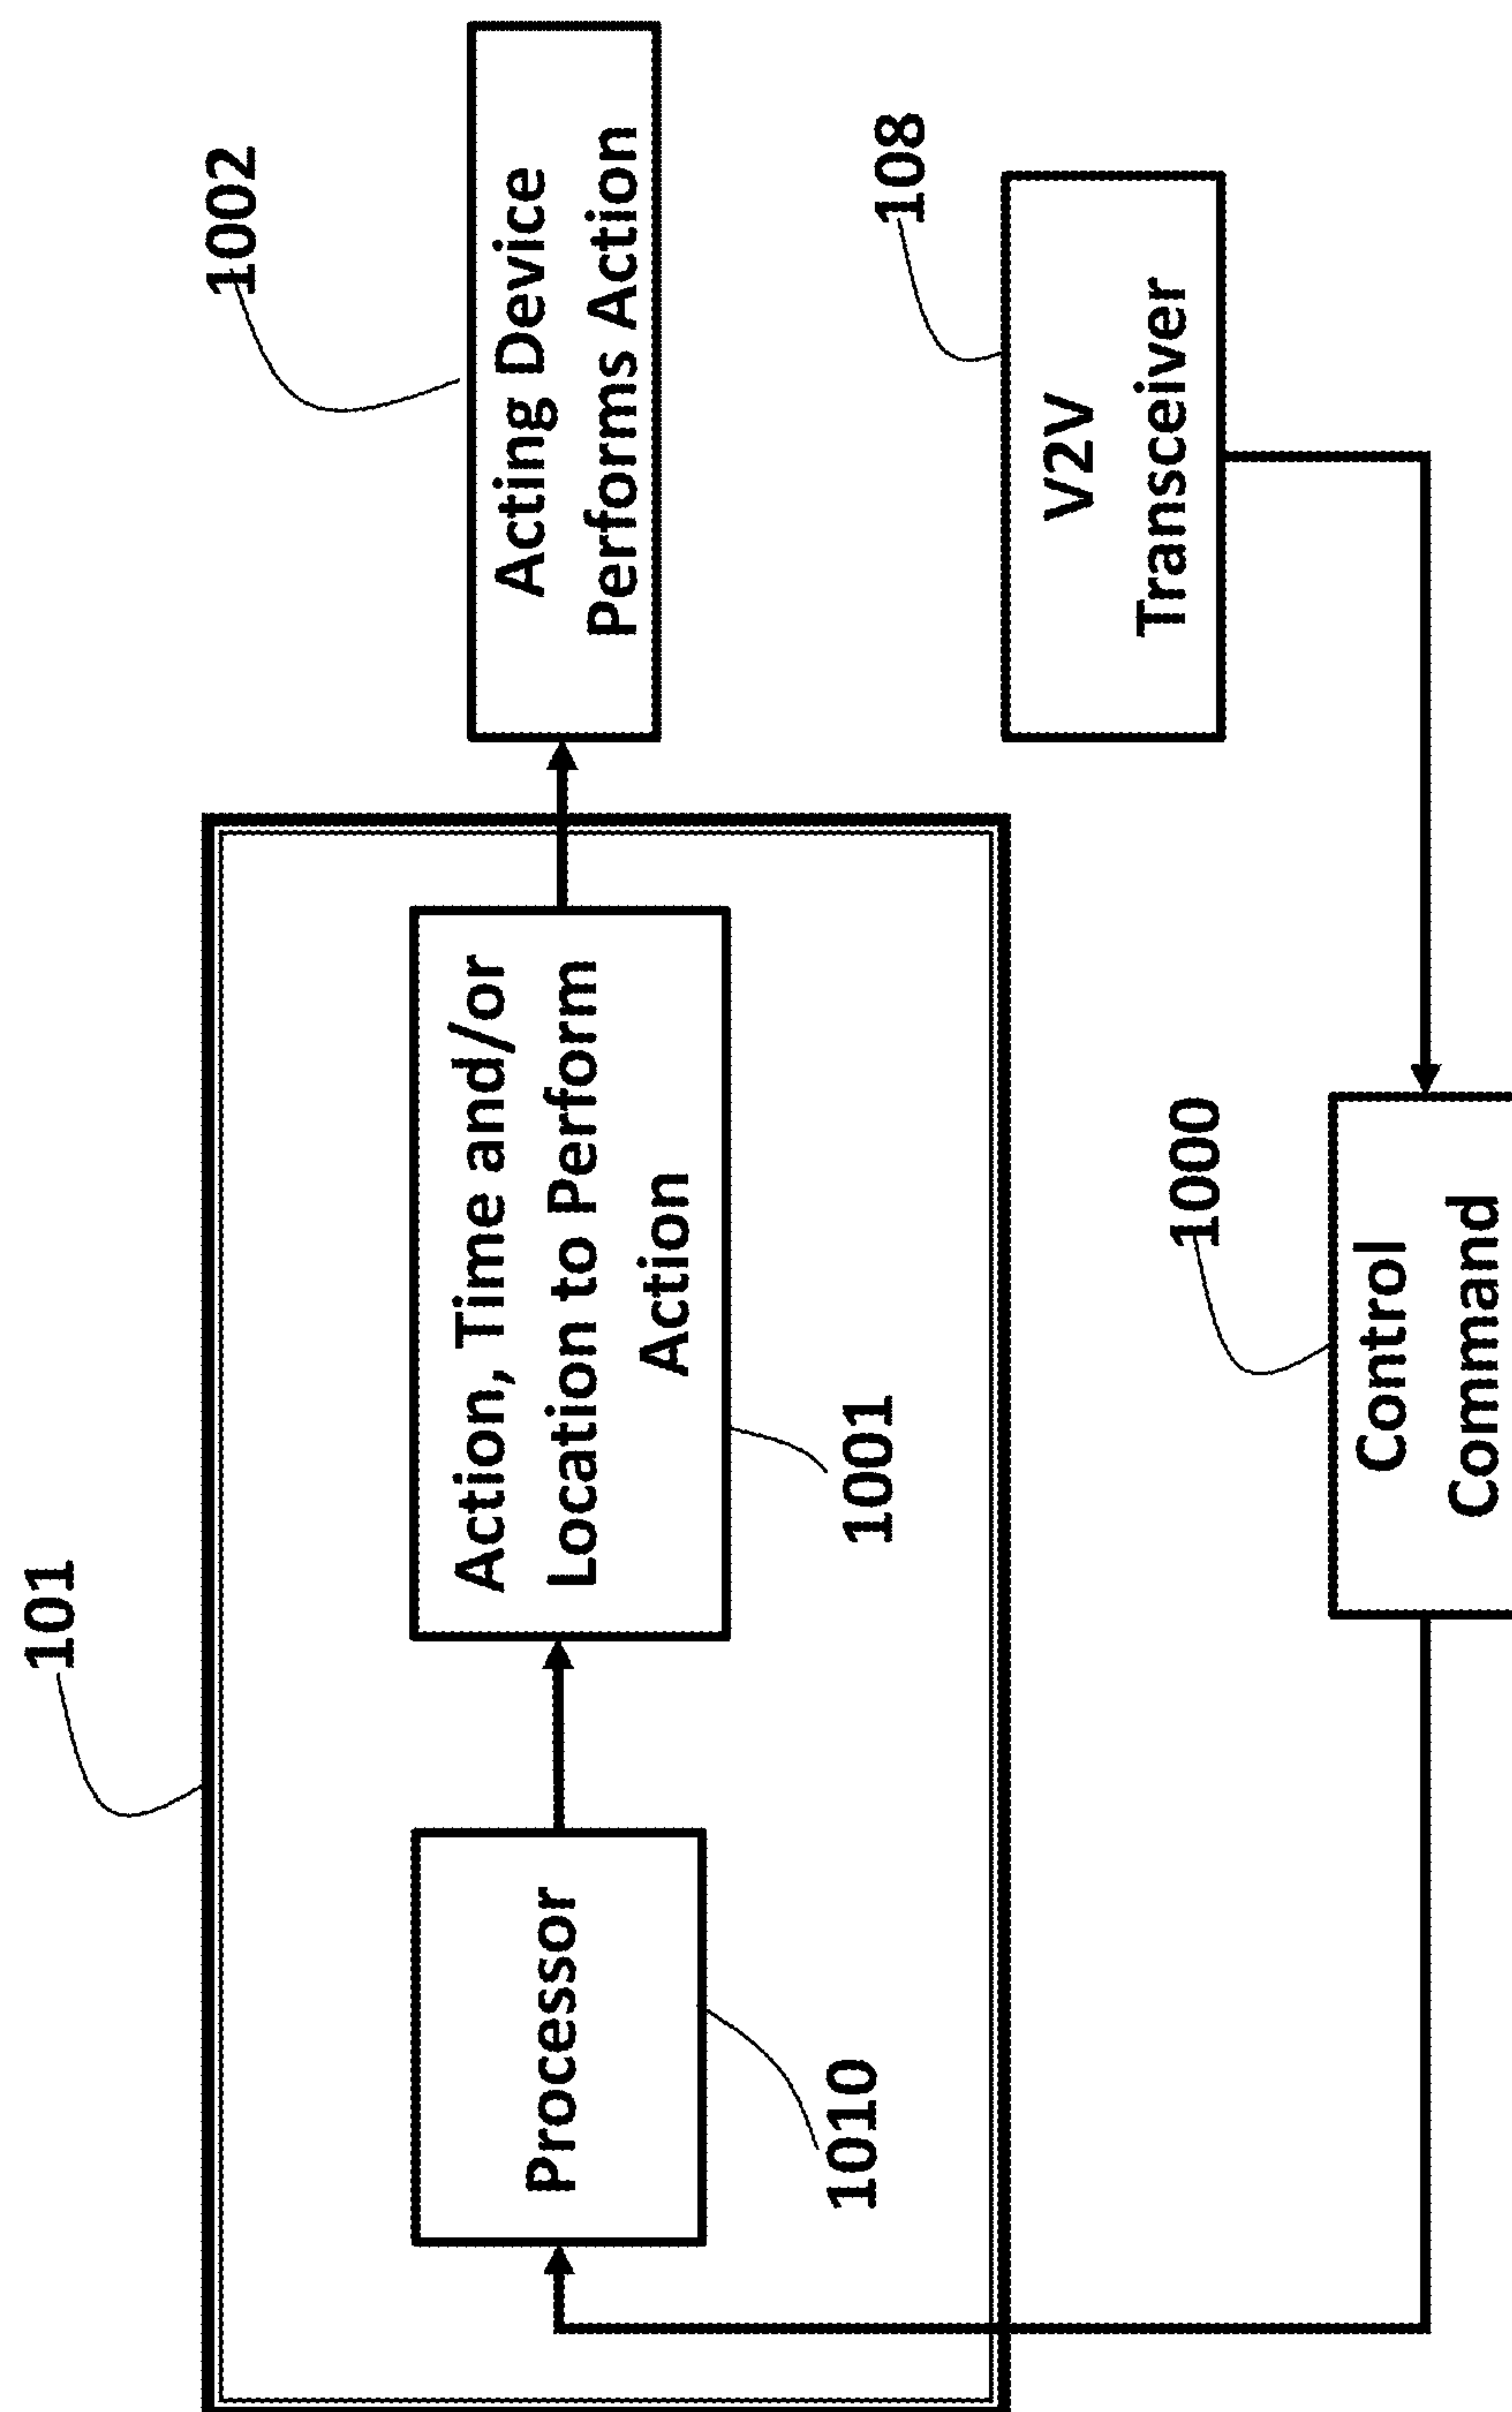 101
Processor
1010
Action, Time and/or
Location to Perform
Action
1001
1002
Acting Device
Performs Action
108
V2V
Transceiver
1000
Control
Command